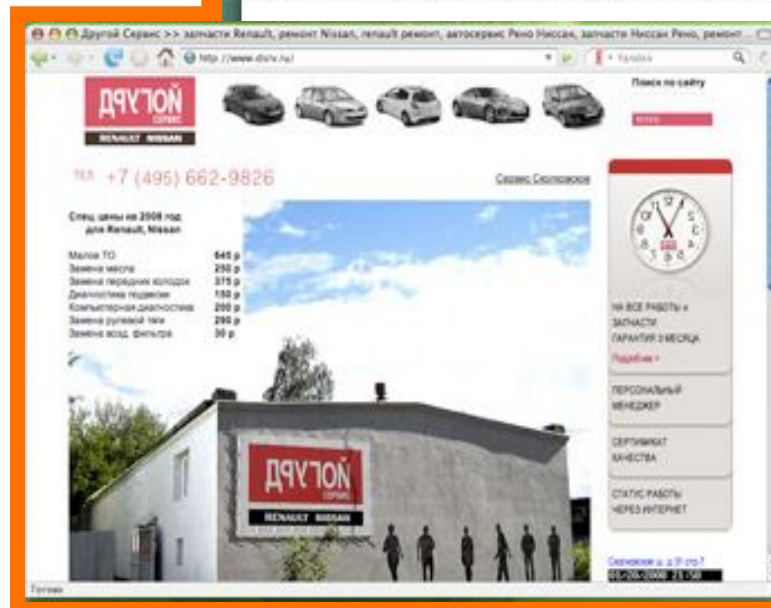 Другой Сервис >> запчасти Renault, ремонт Nissan, renault ремонт, автосервис Рено Ниссан, запчасти Ниссан Рено, ремонт...
http://www.disrv.ru/
Yandex
ДРУГОЙ
СЕРВИС
RENAULT NISSAN
Поиск по сайту
ТЕЛ +7 (495) 662-9826
Сервис Сколковское
Спец. цены на 2008 год
для Renault, Nissan
Малое ТО 645 р
Замена масла 250 р
Замена передних колодок 375 р
Диагностика подвески 150 р
Компьютерная диагностика 200 р
Замена рулевой тяги 290 р
Замена возд. фильтра 30 р
НА ВСЕ РАБОТЫ и
ЗАПЧАСТИ
ГАРАНТИЯ 3 МЕСЯЦА
Подробнее »
ПЕРСОНАЛЬНЫЙ
МЕНЕДЖЕР
СЕРТИФИКАТ
КАЧЕСТВА
СТАТУС РАБОТЫ
ЧЕРЕЗ ИНТЕРНЕТ
ДРУГОЙ
СЕРВИС
RENAULT NISSAN
Готово